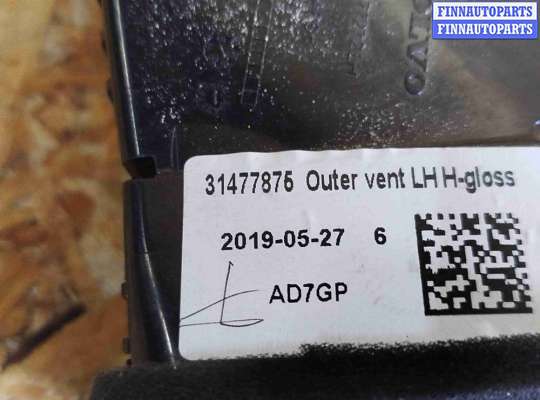 FINNAUTOPARTS
FINNAUTOPARTS
31477875 Outer vent LH H-gloss
2019-05-27 6
AD7GP